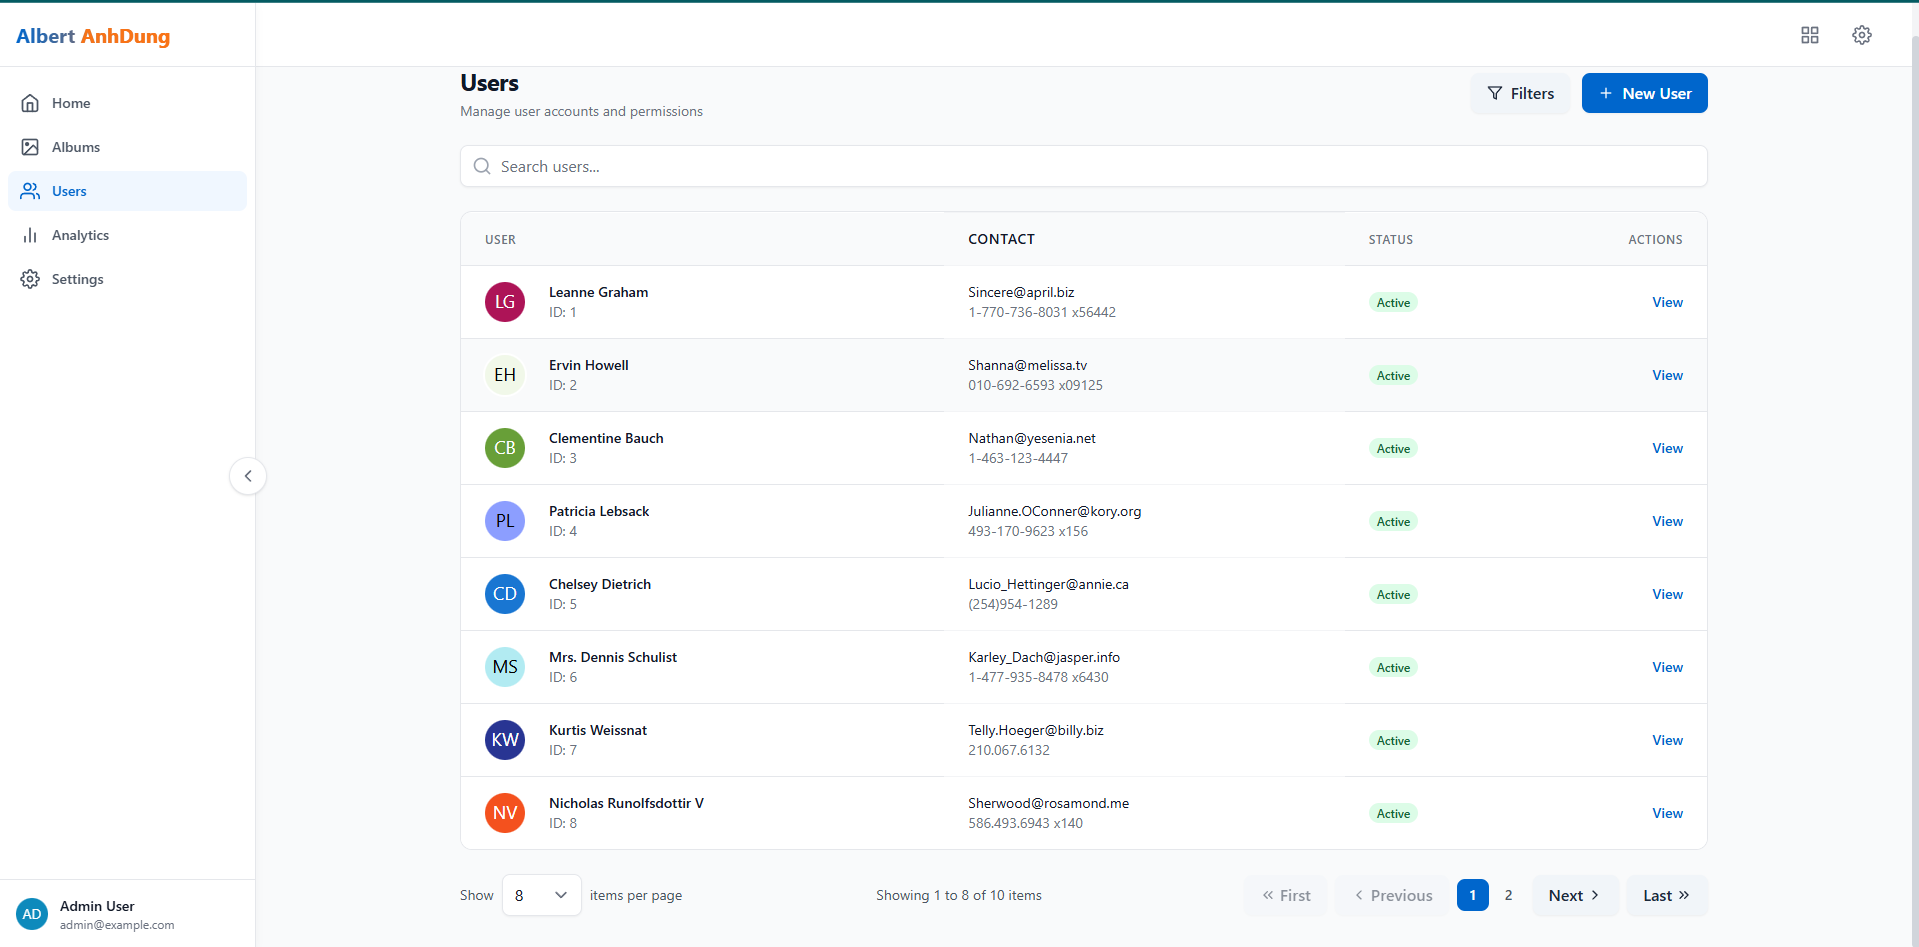 Albert AnhDung
Home
Albums
Users
Analytics
Settings
Users
Manage user accounts and permissions
Filters
New User
Search users...
USER CONTACT STATUS ACTIONS
LG Leanne Graham Sincere@april.biz Active View
ID: 1 1-770-736-8031 x56442
EH Ervin Howell Shanna@melissa.tv Active View
ID: 2 010-692-6593 x09125
CB Clementine Bauch Nathan@yesenia.net Active View
ID: 3 1-463-123-4447
PL Patricia Lebsack Julianne.OConner@kory.org Active View
ID: 4 493-170-9623 x156
CD Chelsey Dietrich Lucio_Hettinger@annie.ca Active View
ID: 5 (254)954-1289
MS Mrs. Dennis Schulist Karley_Dach@jasper.info Active View
ID: 6 1-477-935-8478 x6430
KW Kurtis Weissnat Telly.Hoeger@billy.biz Active View
ID: 7 210.067.6132
NV Nicholas Runolfsdottir V Sherwood@rosamond.me Active View
ID: 8 586.493.6943 x140
Show 8 items per page Showing 1 to 8 of 10 items « First < Previous 1 2 Next > Last »
AD Admin User
admin@example.com